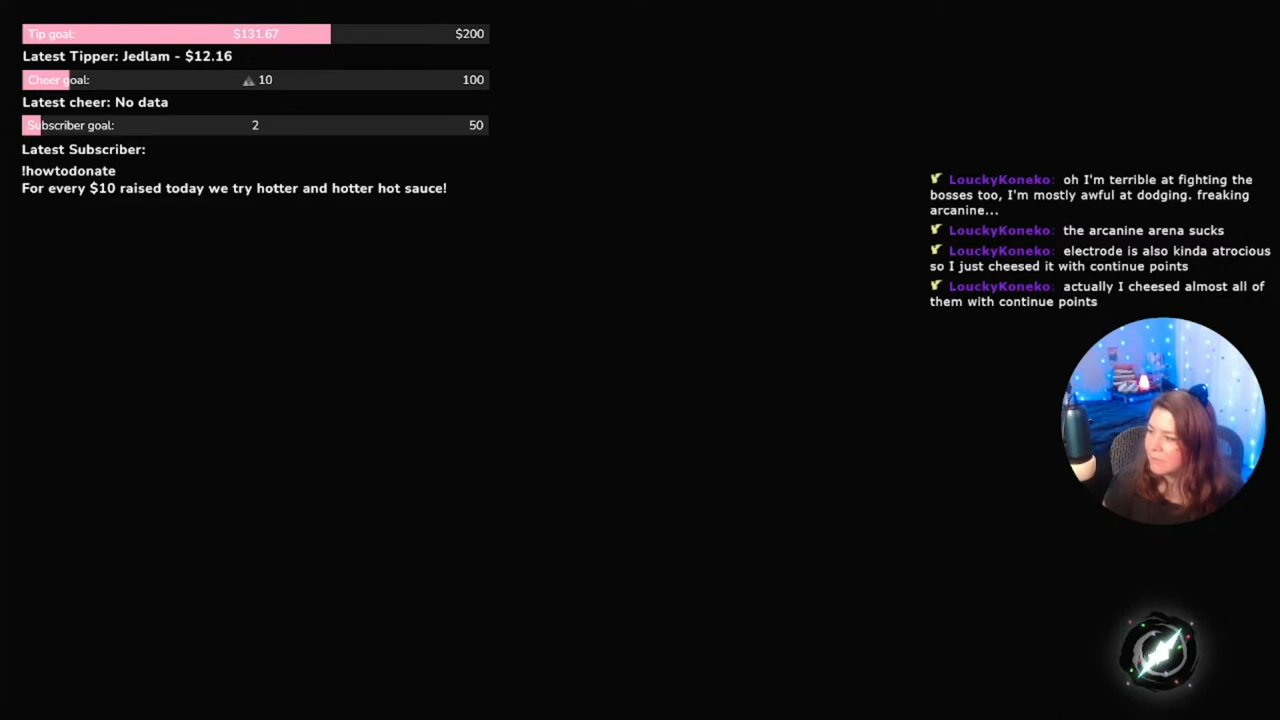 Tip goal: $131.67 $200
Latest Tipper: Jedlam - $12.16
Cheer goal: 10 100
Latest cheer: No data
Subscriber goal: 2 50
Latest Subscriber:
!howtodonate
For every $10 raised today we try hotter and hotter hot sauce!
LouckyKoneko: oh I'm terrible at fighting the
bosses too, I'm mostly awful at dodging. freaking
arcanine...
LouckyKoneko: the arcanine arena sucks
LouckyKoneko: electrode is also kinda atrocious
so I just cheesed it with continue points
LouckyKoneko: actually I cheesed almost all of
them with continue points